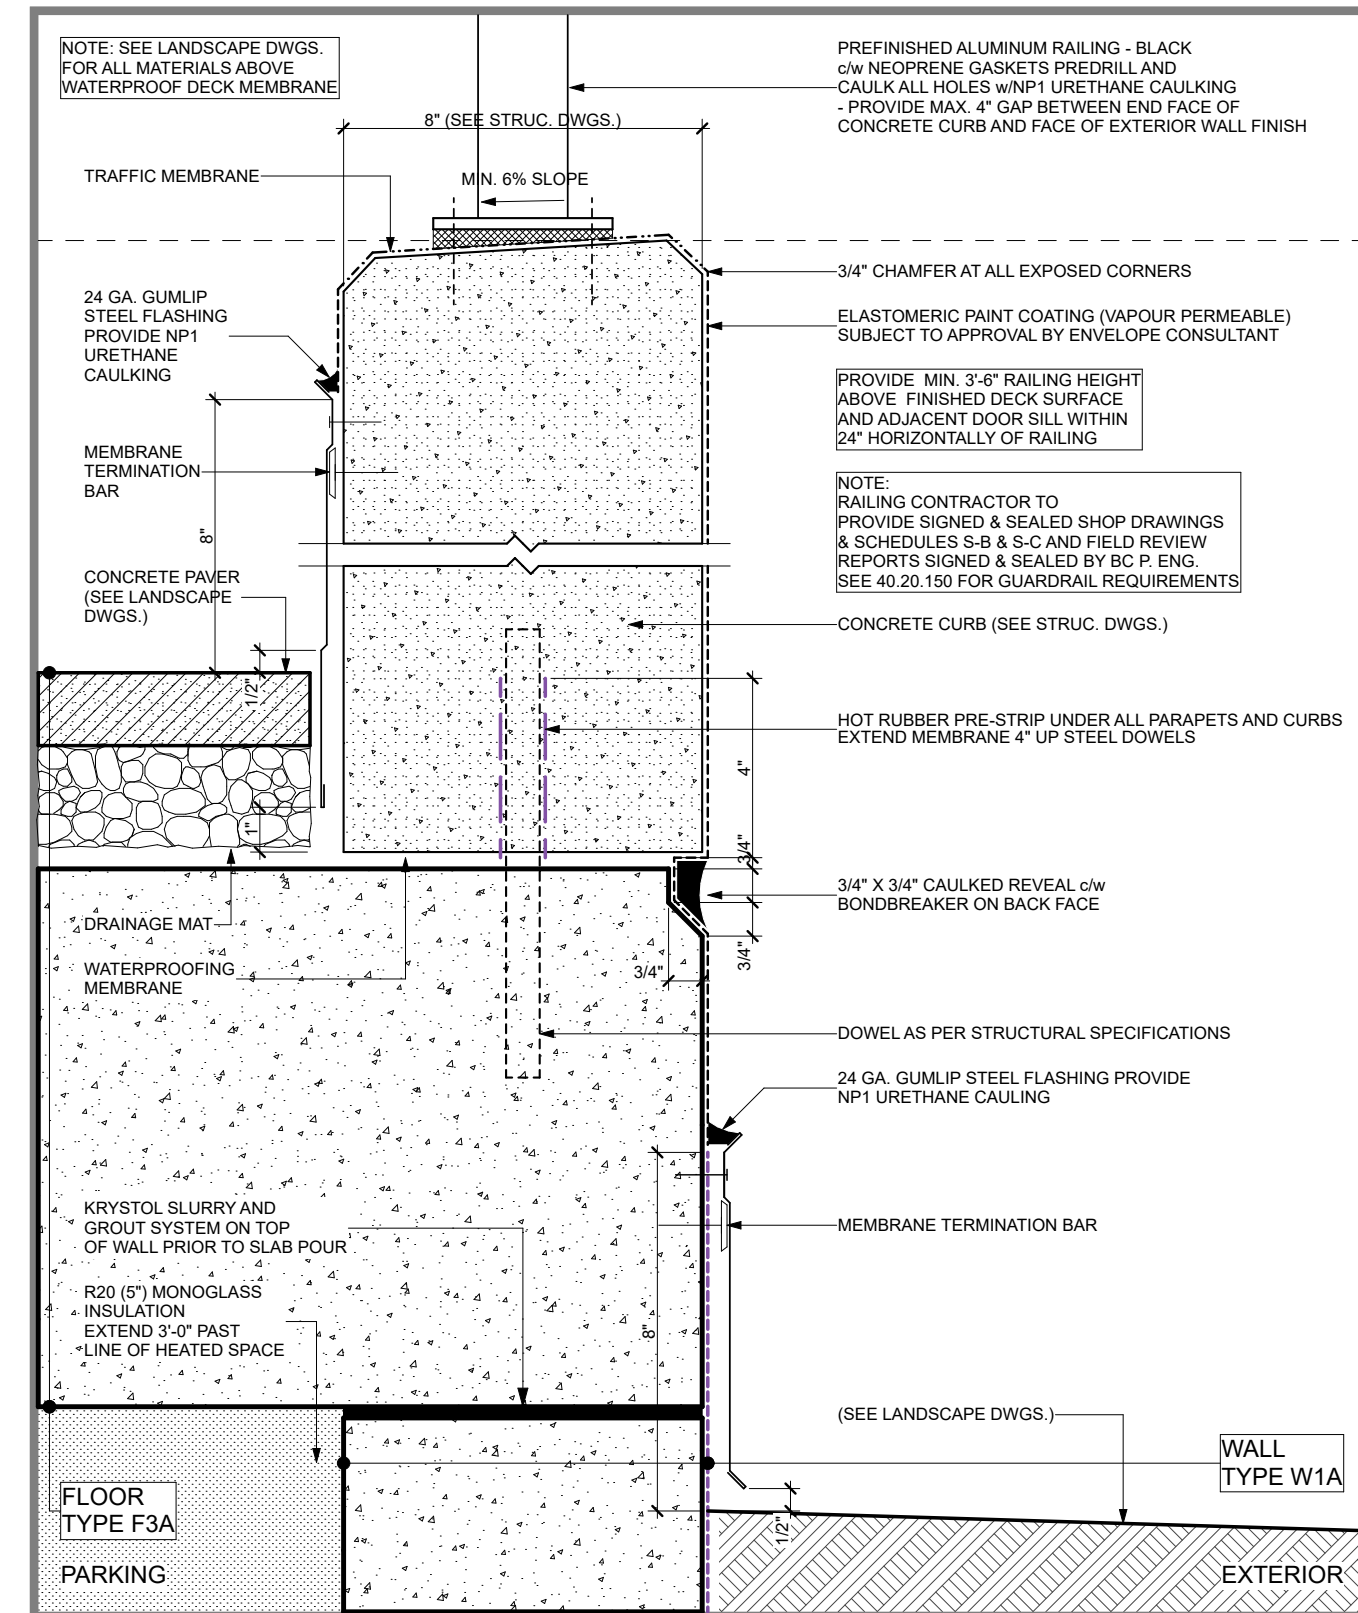 NOTE: SEE LANDSCAPE DWGS.
FOR ALL MATERIALS ABOVE
WATERPROOF DECK MEMBRANE
PREFINISHED ALUMINUM RAILING - BLACK
c/w NEOPRENE GASKETS PREDRILL AND
CAULK ALL HOLES w/NP1 URETHANE CAULKING
- PROVIDE MAX. 4" GAP BETWEEN END FACE OF
CONCRETE CURB AND FACE OF EXTERIOR WALL FINISH
8" (SEE STRUC. DWGS.)
TRAFFIC MEMBRANE
MIN. 6% SLOPE
3/4" CHAMFER AT ALL EXPOSED CORNERS
24 GA. GUMLIP
STEEL FLASHING
PROVIDE NP1
URETHANE
CAULKING
ELASTOMERIC PAINT COATING (VAPOUR PERMEABLE)
SUBJECT TO APPROVAL BY ENVELOPE CONSULTANT
PROVIDE MIN. 3'-6" RAILING HEIGHT
ABOVE FINISHED DECK SURFACE
AND ADJACENT DOOR SILL WITHIN
24" HORIZONTALLY OF RAILING
MEMBRANE
TERMINATION
BAR
8"
NOTE:
RAILING CONTRACTOR TO
PROVIDE SIGNED & SEALED SHOP DRAWINGS
& SCHEDULES S-B & S-C AND FIELD REVIEW
REPORTS SIGNED & SEALED BY BC P. ENG.
SEE 40.20.150 FOR GUARDRAIL REQUIREMENTS
CONCRETE PAVER
(SEE LANDSCAPE
DWGS.)
CONCRETE CURB (SEE STRUC. DWGS.)
1/2"
HOT RUBBER PRE-STRIP UNDER ALL PARAPETS AND CURBS
EXTEND MEMBRANE 4" UP STEEL DOWELS
4"
1"
3/4"
3/4" X 3/4" CAULKED REVEAL c/w
BONDBREAKER ON BACK FACE
DRAINAGE MAT
3/4"
WATERPROOFING
MEMBRANE
3/4"
DOWEL AS PER STRUCTURAL SPECIFICATIONS
24 GA. GUMLIP STEEL FLASHING PROVIDE
NP1 URETHANE CAULING
KRYSTOL SLURRY AND
GROUT SYSTEM ON TOP
OF WALL PRIOR TO SLAB POUR
MEMBRANE TERMINATION BAR
R20 (5") MONOGLASS
INSULATION
EXTEND 3'-0" PAST
LINE OF HEATED SPACE
8"
(SEE LANDSCAPE DWGS.)
WALL
TYPE W1A
FLOOR
TYPE F3A
1/2"
PARKING
EXTERIOR